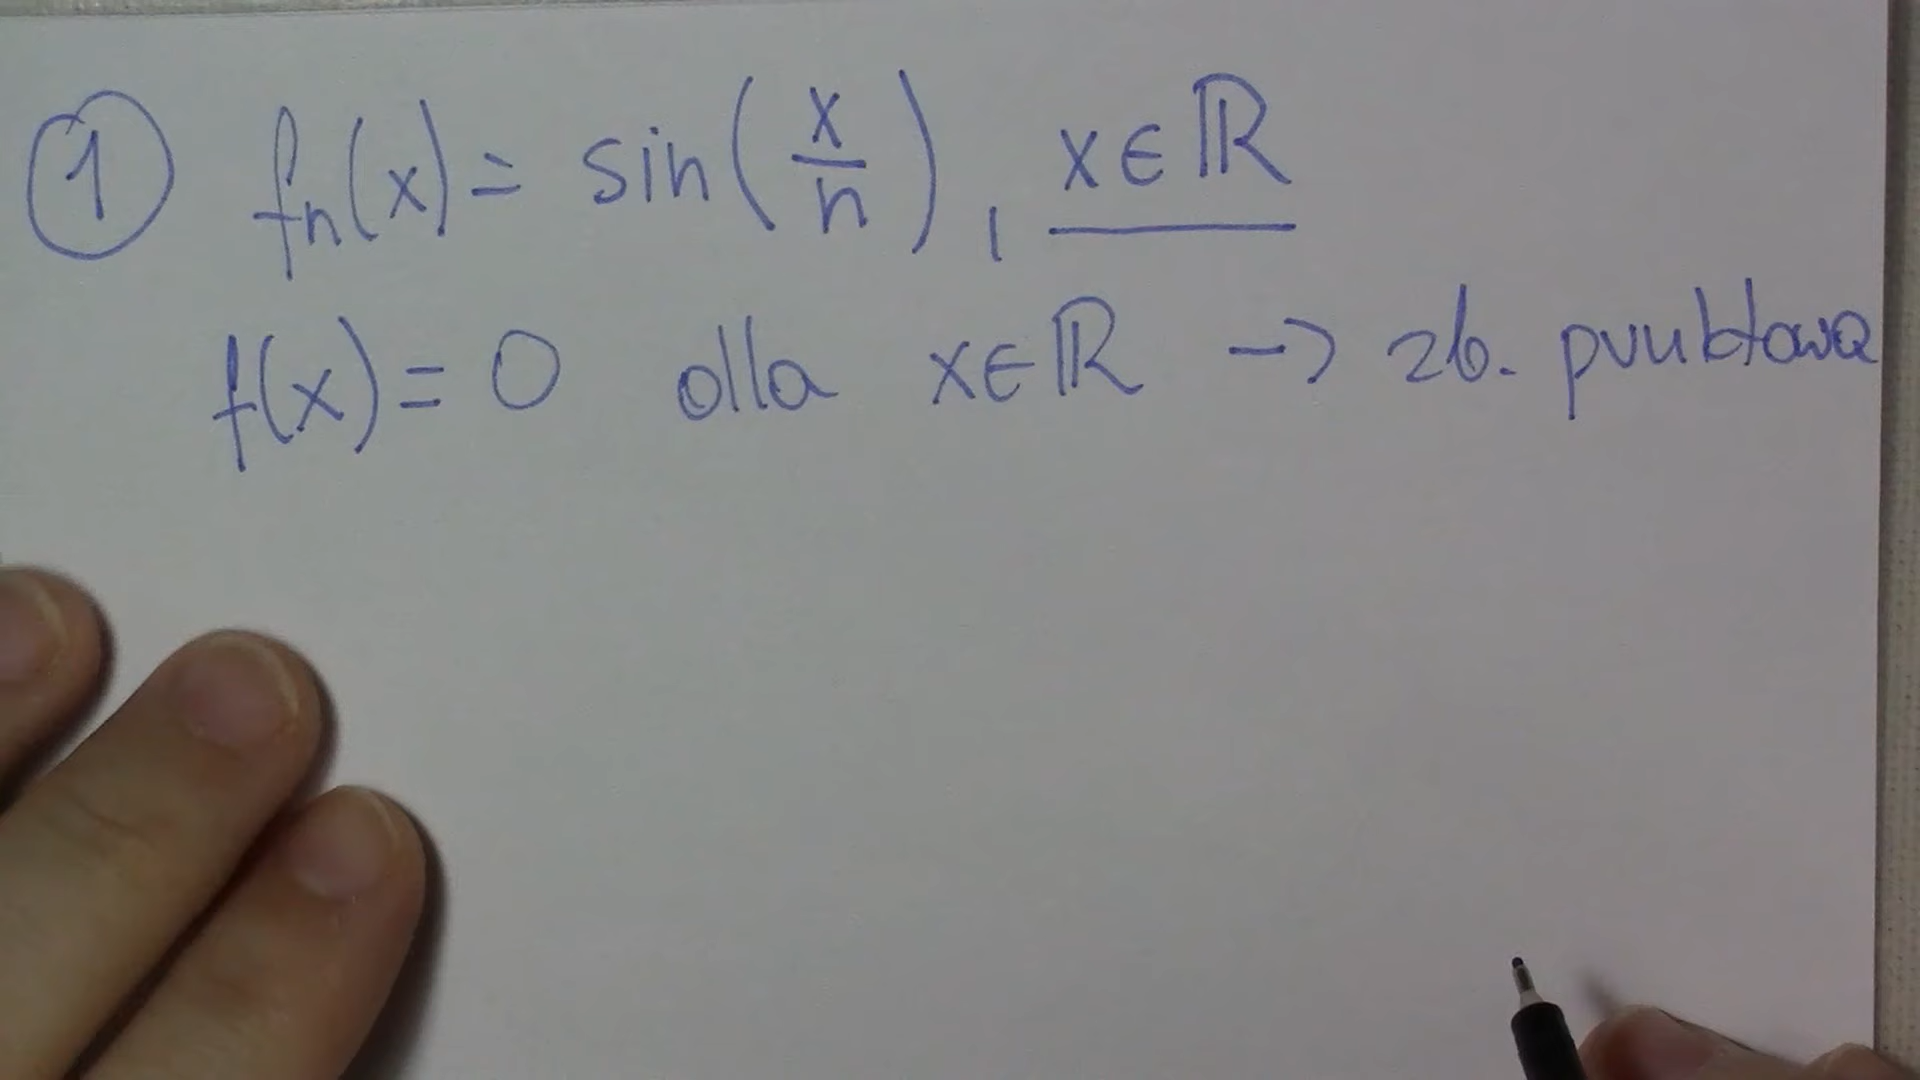 ① fn(x) = sin(x/n), x∈ℝ
f(x) = 0 dla x∈ℝ → zb. punktowa